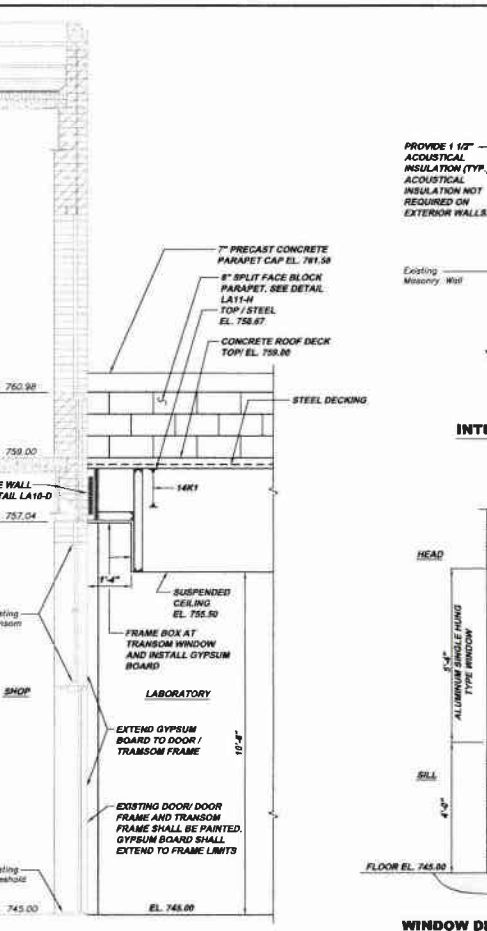 PROVIDE 1 1/2"
ACOUSTICAL
INSULATION (TYP
ACOUSTICAL
INSULATION NOT
REQUIRED ON
EXTERIOR WALLS
Existing
Masonry Wall
7" PRECAST CONCRETE
PARAPET CAP EL. 761.58
8" SPLIT FACE BLOCK
PARAPET. SEE DETAIL
LA11-H
TOP / STEEL
EL. 758.67
CONCRETE ROOF DECK
TOP/ EL. 759.00
STEEL DECKING
760.98
759.00
E WALL
TAIL LA10-D
757.04
14K1
1'-4"
SUSPENDED
CEILING
EL. 755.50
FRAME BOX AT
TRANSOM WINDOW
AND INSTALL GYPSUM
BOARD
SHOP
LABORATORY
10'-6"
EXTEND GYPSUM
BOARD TO DOOR /
TRAMSOM FRAME
EXISTING DOOR/ DOOR
FRAME AND TRANSOM
FRAME SHALL BE PAINTED.
GYPSUM BOARD SHALL
EXTEND TO FRAME LIMITS
745.00
EL. 745.00
INTE
HEAD
ALUMINUM SINGLE HUNG
TYPE WINDOW
5'-4"
SILL
4'-0"
FLOOR EL. 745.00
WINDOW DE